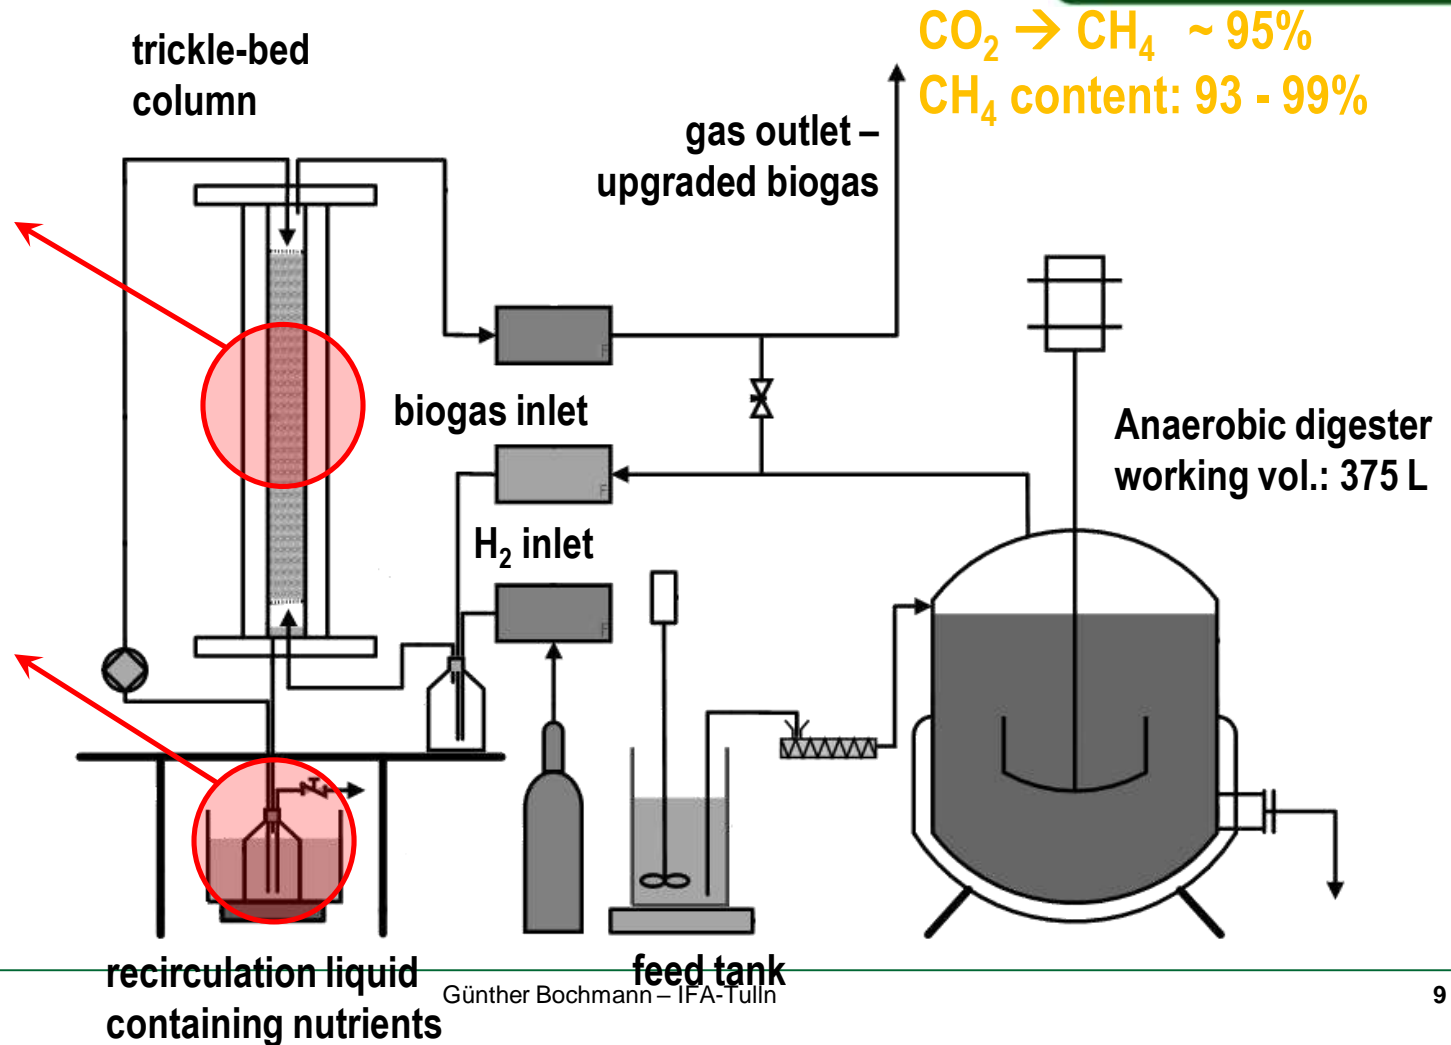 CO₂ → CH₄ ~ 95%
CH₄ content: 93 - 99%
trickle-bed
column
gas outlet –
upgraded biogas
biogas inlet
Anaerobic digester
working vol.: 375 L
H₂ inlet
F
F
F
recirculation liquid
containing nutrients
feed tank
Günther Bochmann – IFA-Tulln
9